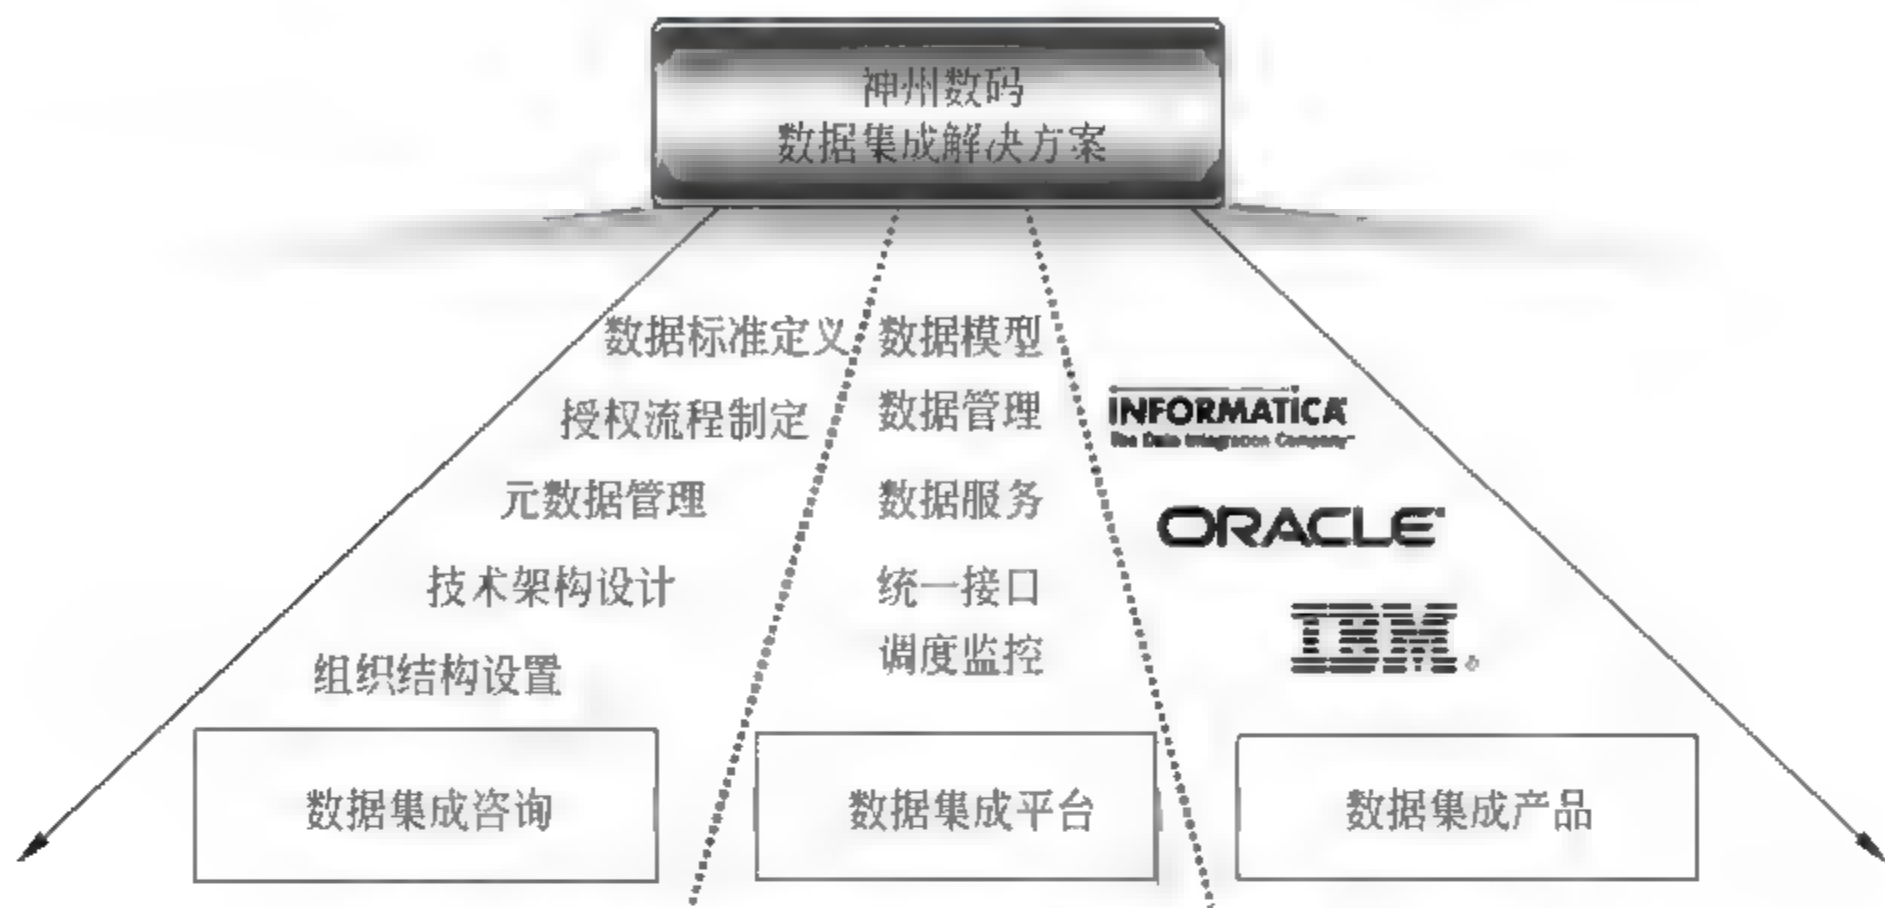 神州数码
数据集成解决方案
数据标准定义
授权流程制定
元数据管理
技术架构设计
组织结构设置
数据集成咨询
数据模型
数据管理
数据服务
统一接口
调度监控
数据集成平台
INFORMATICA
The Data Integration Company
ORACLE
IBM
数据集成产品